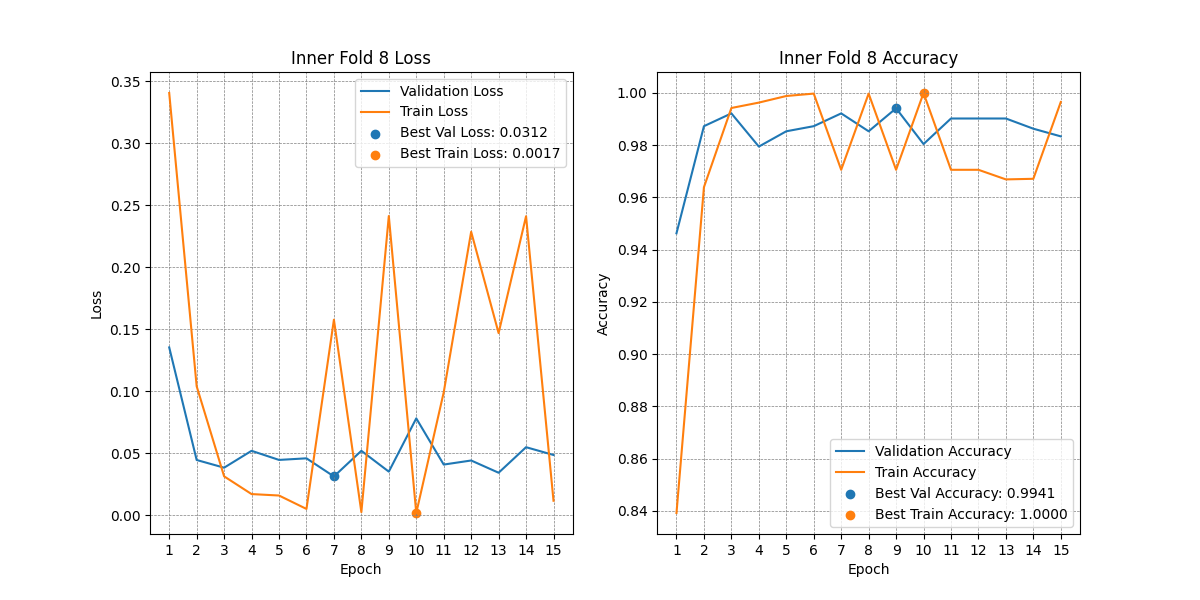 Inner Fold 8 Loss
0.35
0.30
0.25
0.20
0.15
0.10
0.05
0.00
Loss
Validation Loss
Train Loss
Best Val Loss: 0.0312
Best Train Loss: 0.0017
1 2 3 4 5 6 7 8 9 10 11 12 13 14 15
Epoch
Inner Fold 8 Accuracy
1.00
0.98
0.96
0.94
0.92
0.90
0.88
0.86
0.84
Accuracy
Validation Accuracy
Train Accuracy
Best Val Accuracy: 0.9941
Best Train Accuracy: 1.0000
1 2 3 4 5 6 7 8 9 10 11 12 13 14 15
Epoch